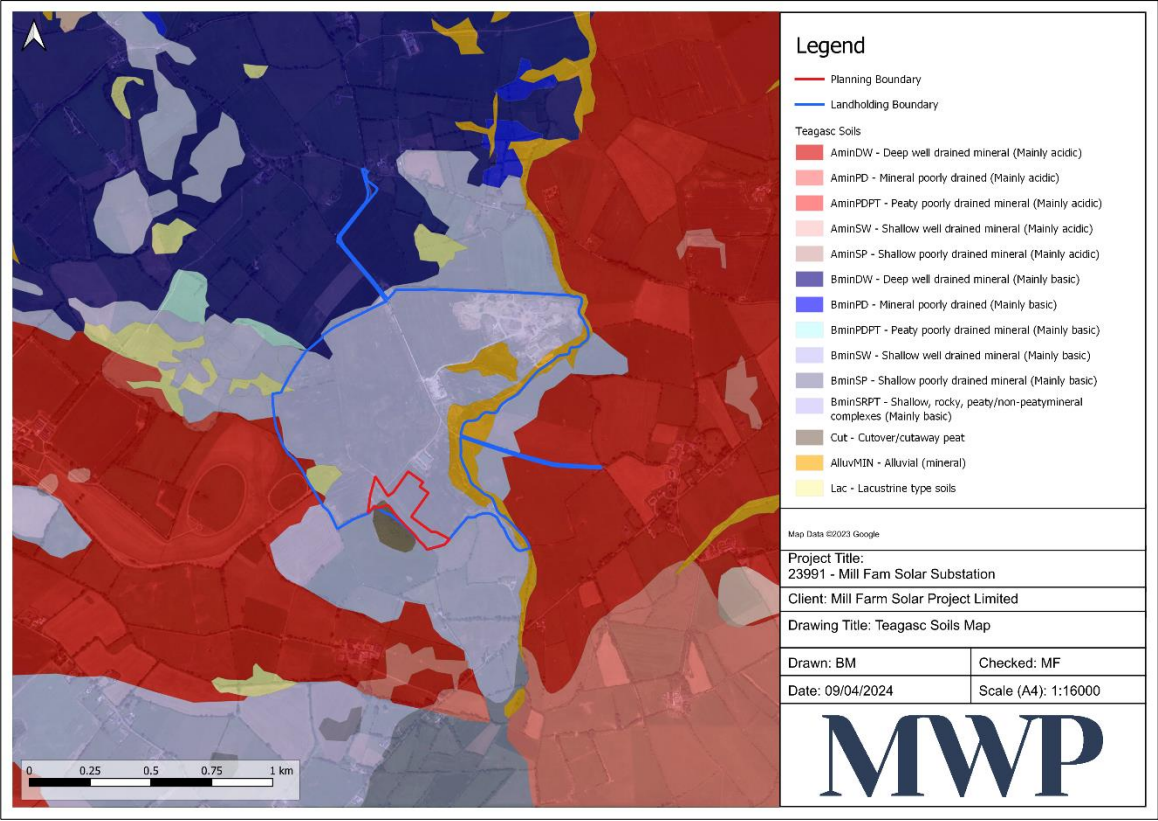 Legend
Planning Boundary
Landholding Boundary
Teagasc Soils
AminDW - Deep well drained mineral (Mainly acidic)
AminPD - Mineral poorly drained (Mainly acidic)
AminPDPT - Peaty poorly drained mineral (Mainly acidic)
AminSW - Shallow well drained mineral (Mainly acidic)
AminSP - Shallow poorly drained mineral (Mainly acidic)
BminDW - Deep well drained mineral (Mainly basic)
BminPD - Mineral poorly drained (Mainly basic)
BminPDPT - Peaty poorly drained mineral (Mainly basic)
BminSW - Shallow well drained mineral (Mainly basic)
BminSP - Shallow poorly drained mineral (Mainly basic)
BminSRPT - Shallow, rocky, peaty/non-peatymineral
complexes (Mainly basic)
Cut - Cutover/cutaway peat
AlluvMIN - Alluvial (mineral)
Lac - Lacustrine type soils
Map Data ©2023 Google
Project Title:
23991 - Mill Fam Solar Substation
Client: Mill Farm Solar Project Limited
Drawing Title: Teagasc Soils Map
Drawn: BM Checked: MF
Date: 09/04/2024 Scale (A4): 1:16000
MWP
0 0.25 0.5 0.75 1 km